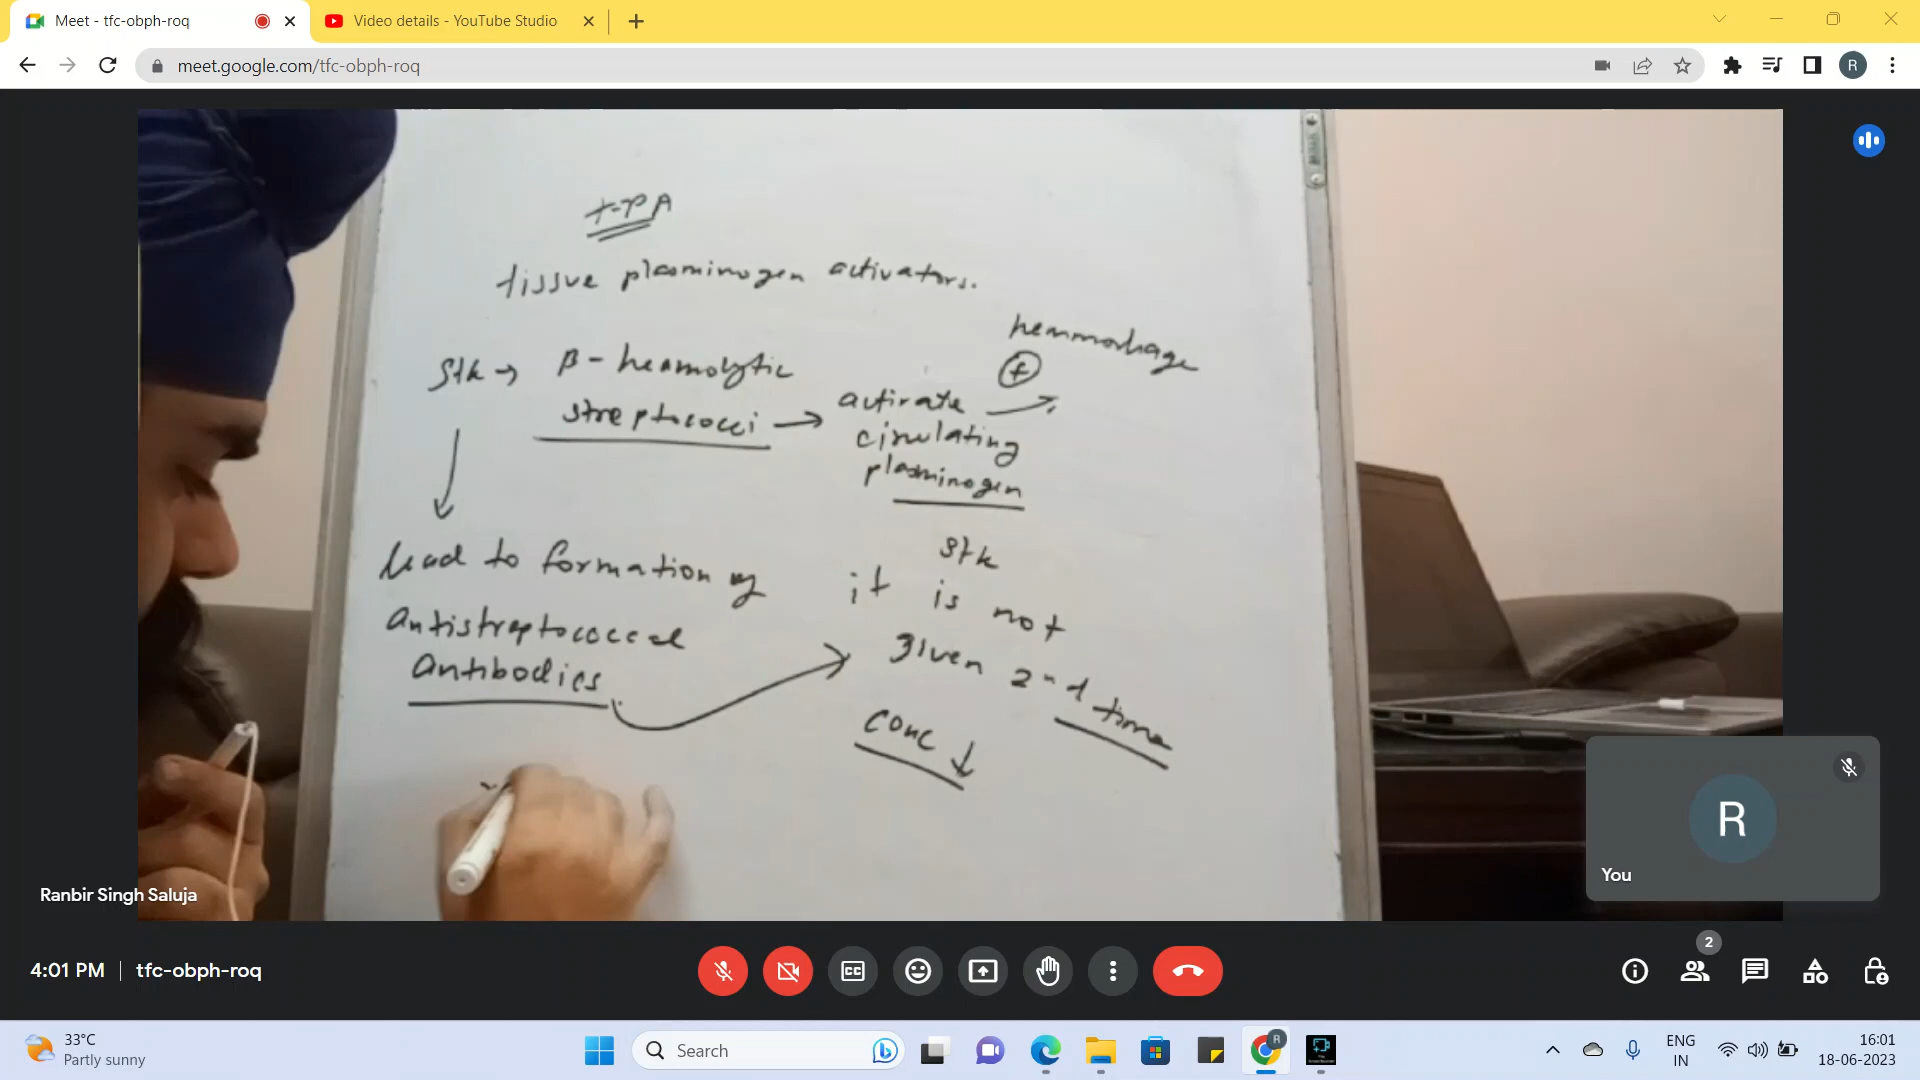 Meet - tfc-obph-roq
Video details - YouTube Studio
meet.google.com/tfc-obph-roq
R
t-PA
tissue plasminogen activators.
hemmorhage
+
Stk → β - heamolytic
streptococci → activate
circulating
plasminogen
lead to formation of
Antistreptococcal
Antibodies
stk
it is not
given 2nd time
conc ↓
R
You
Ranbir Singh Saluja
4:01 PM | tfc-obph-roq
CC
2
33°C
Partly sunny
Search
R
ENG
IN
16:01
18-06-2023